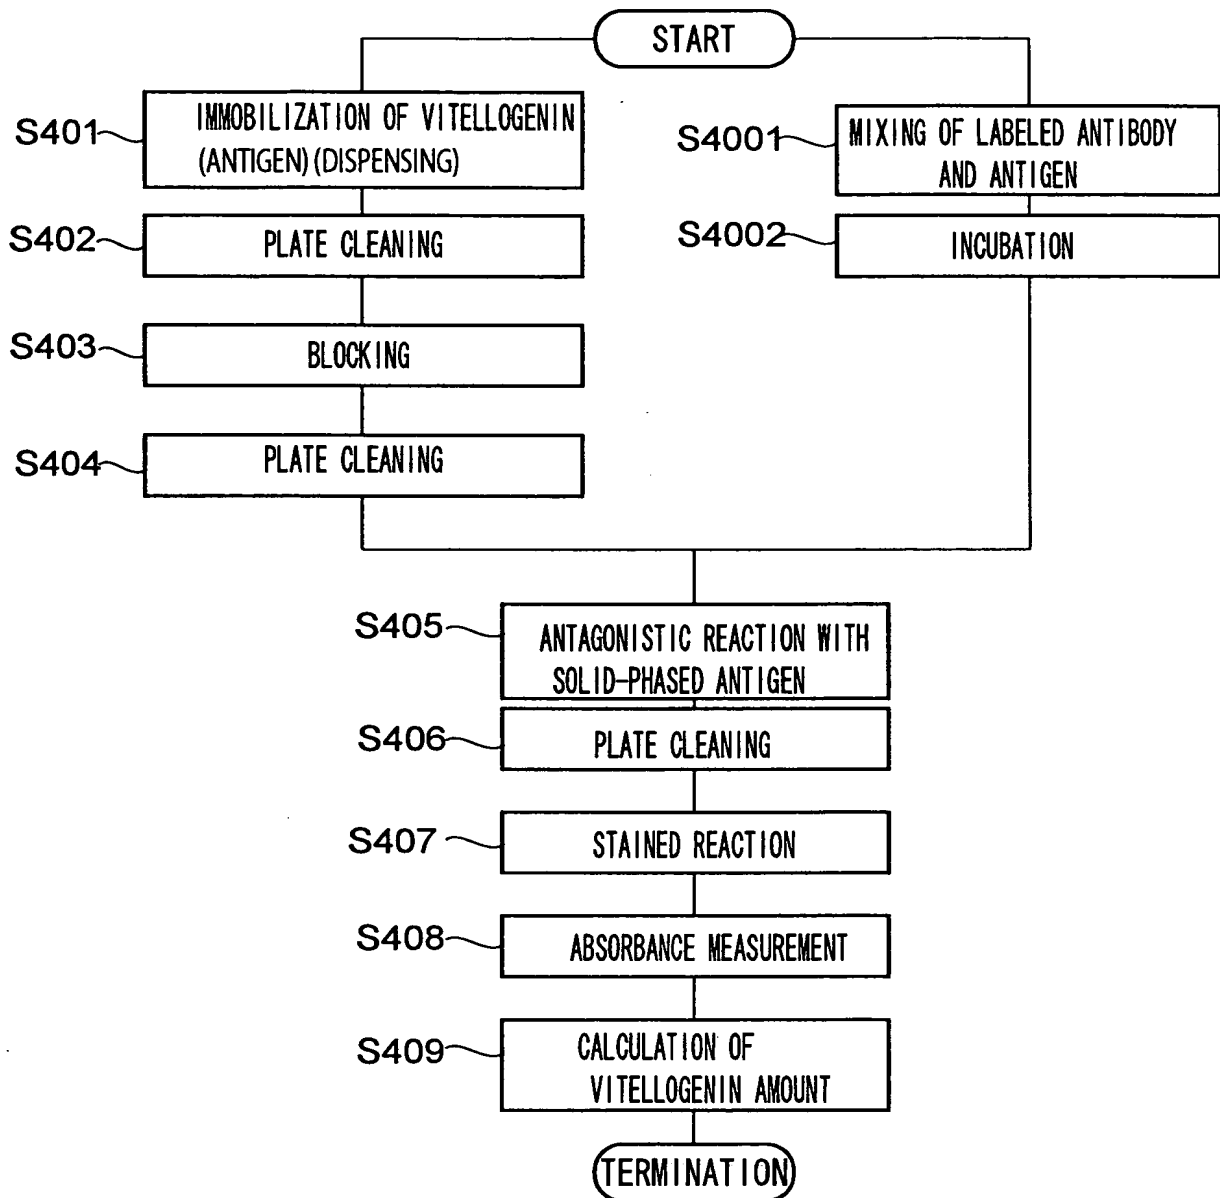 START
S401
IMMOBILIZATION OF VITELLOGENIN
(ANTIGEN) (DISPENSING)
S402
PLATE CLEANING
S403
BLOCKING
S404
PLATE CLEANING
S4001
MIXING OF LABELED ANTIBODY
AND ANTIGEN
S4002
INCUBATION
S405
ANTAGONISTIC REACTION WITH
SOLID-PHASED ANTIGEN
S406
PLATE CLEANING
S407
STAINED REACTION
S408
ABSORBANCE MEASUREMENT
S409
CALCULATION OF
VITELLOGENIN AMOUNT
TERMINATION